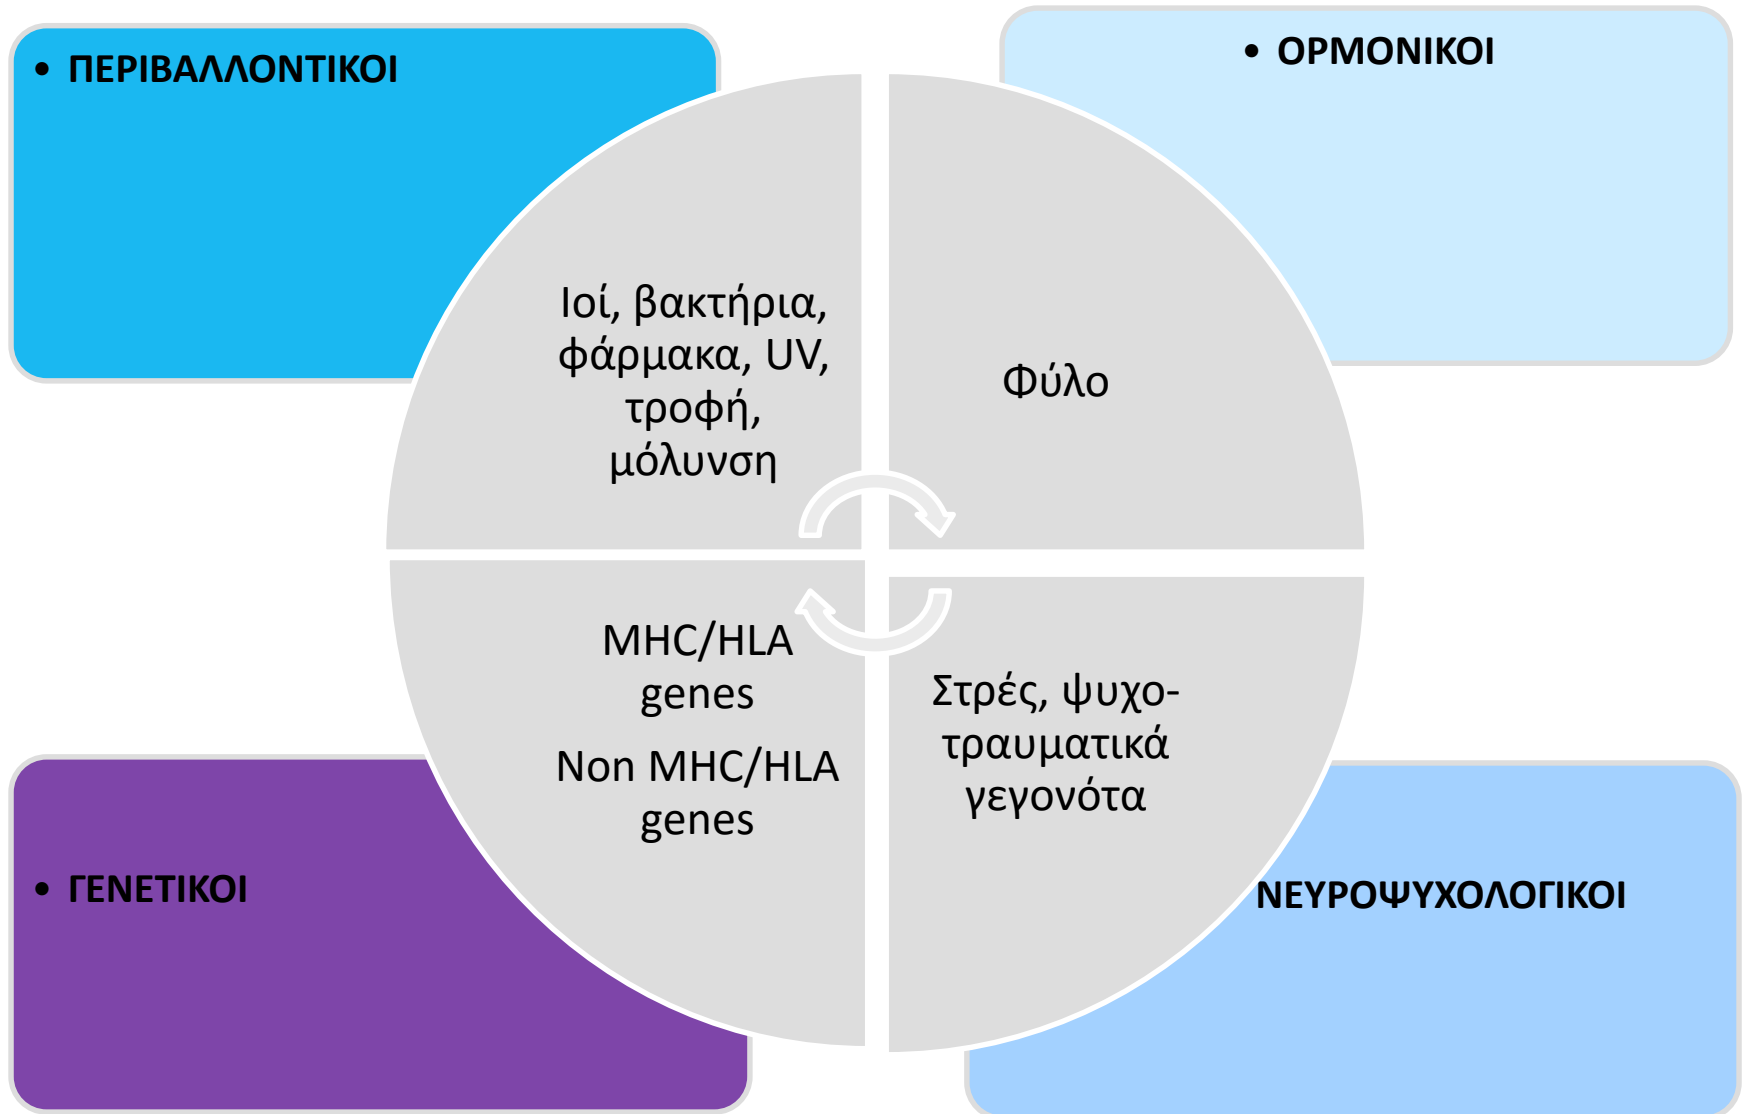 • ΠΕΡΙΒΑΛΛΟΝΤΙΚΟΙ
• ΟΡΜΟΝΙΚΟΙ
Ιοί, βακτήρια,
φάρμακα, UV,
τροφή,
μόλυνση
Φύλο
MHC/HLA
genes
Non MHC/HLA
genes
Στρές, ψυχο-
τραυματικά
γεγονότα
• ΓΕΝΕΤΙΚΟΙ
ΝΕΥΡΟΨΥΧΟΛΟΓΙΚΟΙ